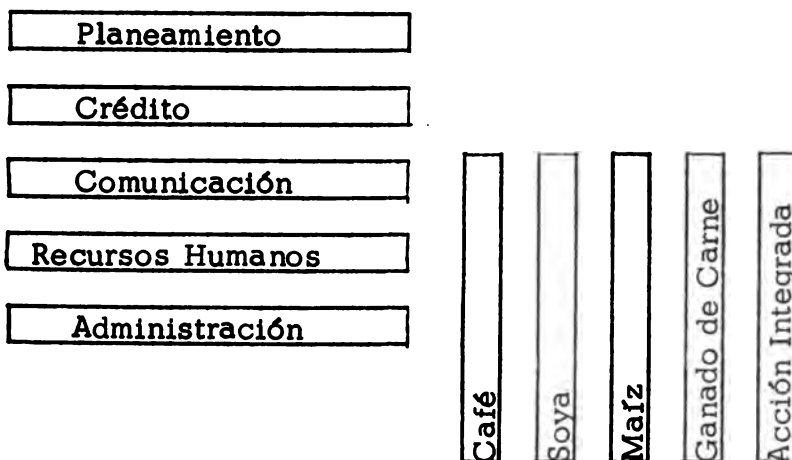 Planeamiento
Crédito
Comunicación
Recursos Humanos
Administración
Café
Soya
Maíz
Ganado de Carne
Acción Integrada